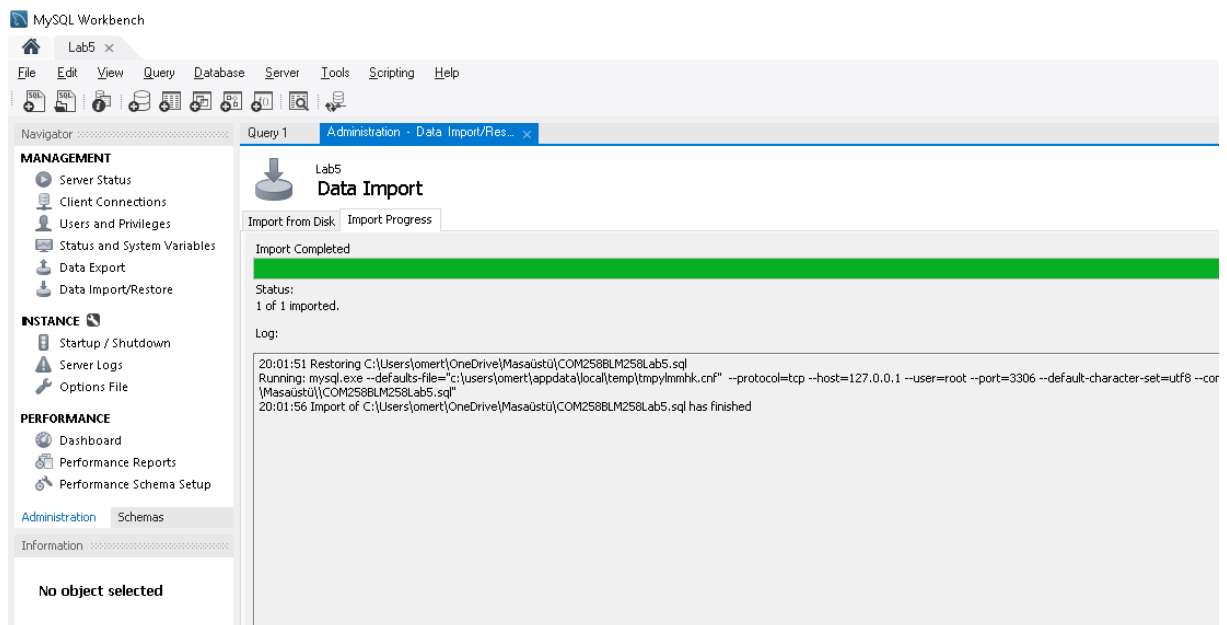 MySQL Workbench
Lab5
File Edit View Query Database Server Tools Scripting Help
Navigator
MANAGEMENT
Server Status
Client Connections
Users and Privileges
Status and System Variables
Data Export
Data Import/Restore
INSTANCE
Startup / Shutdown
Server Logs
Options File
PERFORMANCE
Dashboard
Performance Reports
Performance Schema Setup
Administration Schemas
Information
No object selected
Query 1 Administration - Data Import/Res...
Lab5
Data Import
Import from Disk Import Progress
Import Completed
Status:
1 of 1 imported.
Log:
20:01:51 Restoring C:\Users\omert\OneDrive\Masaüstü\COM258BLM258Lab5.sql
Running: mysql.exe --defaults-file="c:\users\omert\appdata\local\temp\tmpylmmhk.cnf" --protocol=tcp --host=127.0.0.1 --user=root --port=3306 --default-character-set=utf8 --cor
\Masaüstü\\COM258BLM258Lab5.sql"
20:01:56 Import of C:\Users\omert\OneDrive\Masaüstü\COM258BLM258Lab5.sql has finished